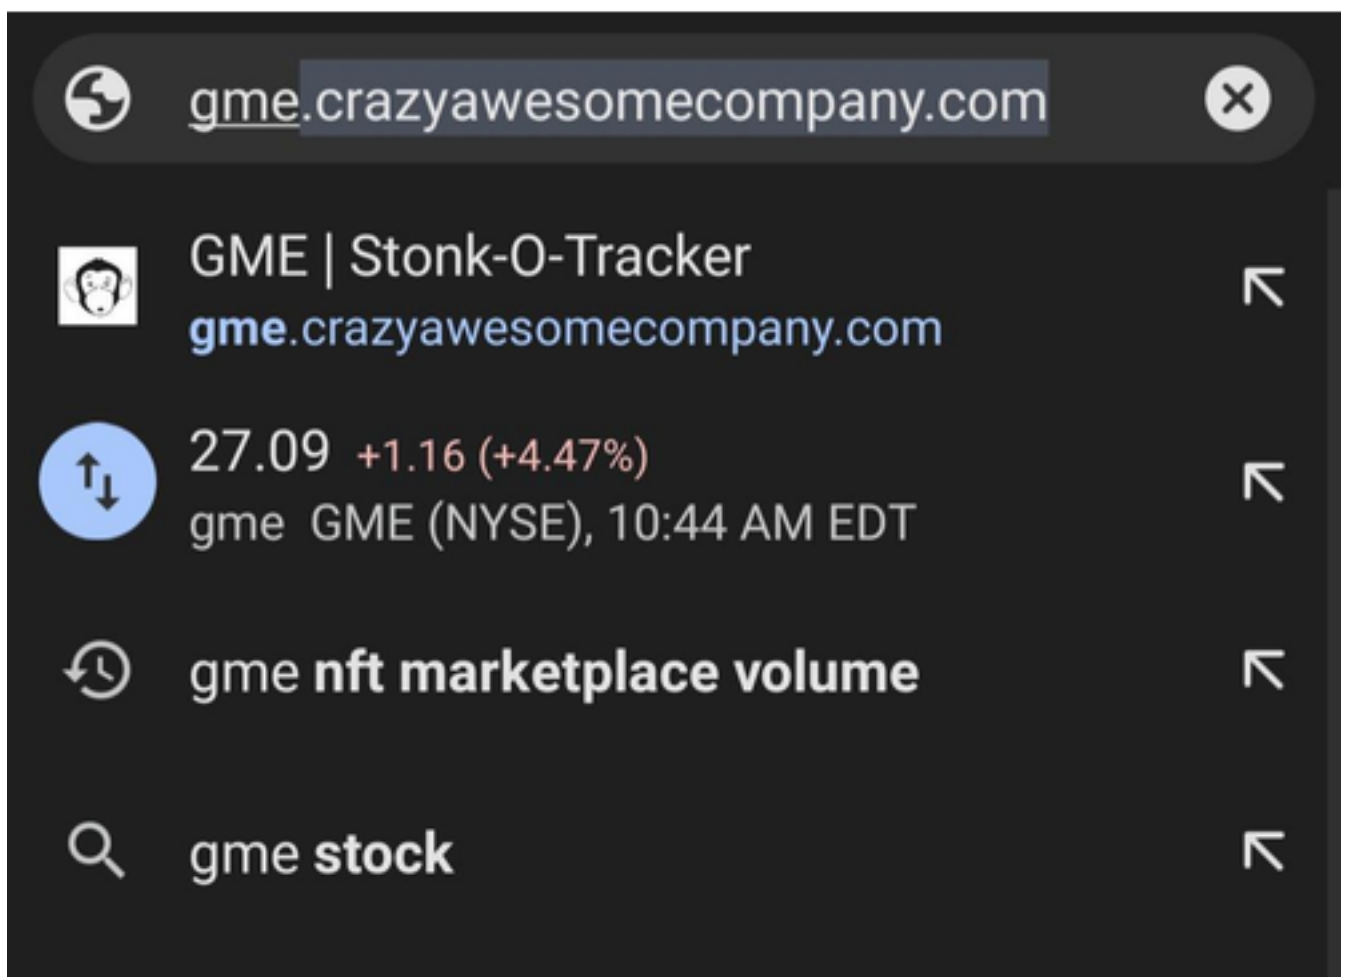 gme.crazyawesomecompany.com
GME | Stonk-O-Tracker
gme.crazyawesomecompany.com
27.09 +1.16 (+4.47%)
gme GME (NYSE), 10:44 AM EDT
gme nft marketplace volume
gme stock